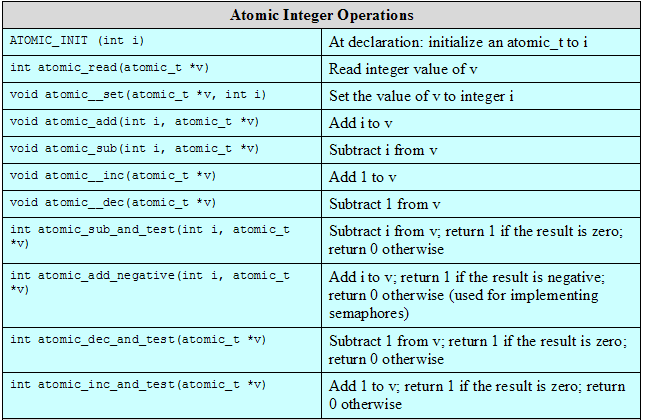 Atomic Integer Operations
ATOMIC_INIT (int i)
At declaration: initialize an atomic_t to i
int atomic_read(atomic_t *v)
Read integer value of v
void atomic__set(atomic_t *v, int i)
Set the value of v to integer i
void atomic_add(int i, atomic_t *v)
Add i to v
void atomic_sub(int i, atomic_t *v)
Subtract i from v
void atomic__inc(atomic_t *v)
Add 1 to v
void atomic__dec(atomic_t *v)
Subtract 1 from v
int atomic_sub_and_test(int i, atomic_t
*v)
Subtract i from v; return 1 if the result is zero;
return 0 otherwise
int atomic_add_negative(int i, atomic_t
*v)
Add i to v; return 1 if the result is negative;
return 0 otherwise (used for implementing
semaphores)
int atomic_dec_and_test(atomic_t *v)
Subtract 1 from v; return 1 if the result is zero;
return 0 otherwise
int atomic_inc_and_test(atomic_t *v)
Add 1 to v; return 1 if the result is zero; return
0 otherwise